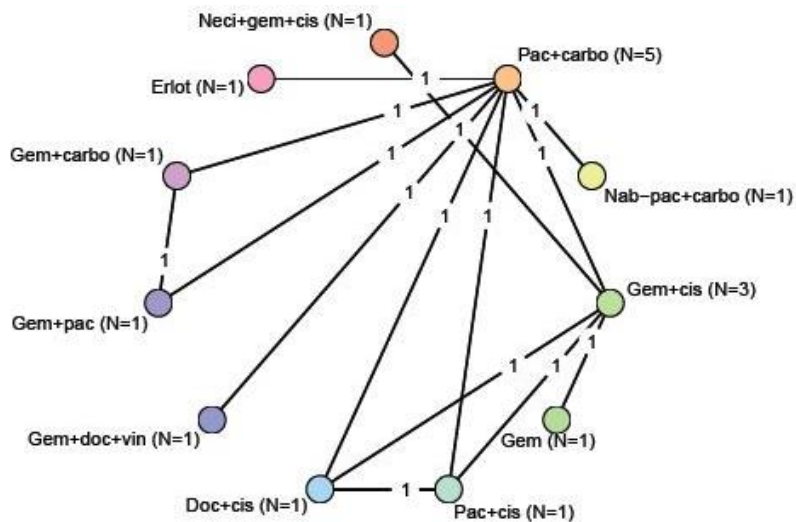 Neci+gem+cis (N=1)
Pac+carbo (N=5)
Erlot (N=1)
1
1
1
1
Gem+carbo (N=1)
1
1
Nab−pac+carbo (N=1)
1
1
1
1
Gem+cis (N=3)
Gem+pac (N=1)
1
1
1
Gem+doc+vin (N=1)
Gem (N=1)
1
Doc+cis (N=1)
Pac+cis (N=1)